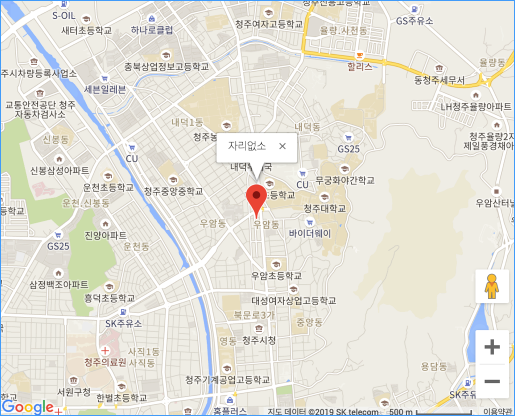 S-OIL
새터초등학교
하나로클럽
청주여자고등학교
GS주유소
율량.사천동
충북상업정보고등학교
할리스
율량동
청주시차량등록사업소
동청주세무서
세븐일레븐
교통안전공단 청주
자동차검사소
LH청주율량아파트
내덕1동
내덕동
신봉동
청주율량2지
제일풍경채아
GS25
자리없소
CU
신봉삼성아파트
운천초등학교
청주중앙중학교
CU
무궁화야간학교
운천.신봉동
청주대학교
우암산터널
우암동
우암동
GS25
진양아파트
바이더웨이
운천동
삼정백조아파트
우암초등학교
흥덕초등학교
대성여자상업고등학교
북문로3가
SK주유소
중앙동
영동
청주시청
사직1동
청주의료원
사직동
용담동
청주기계공업고등학교
서원구청
한벌초등학교
SK주유소
홈플러스
Google
지도 데이터 ©2019 SK telecom
500 m
이용약관